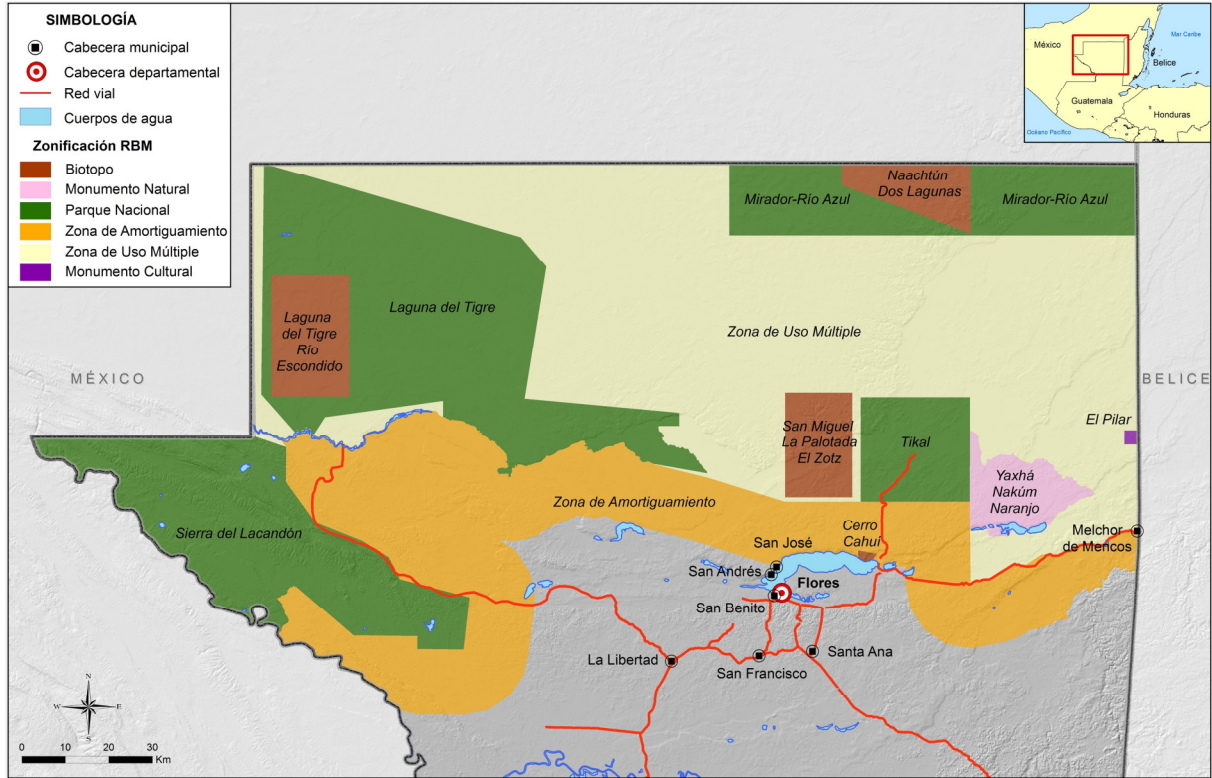 SIMBOLOGÍA
Cabecera municipal
Cabecera departamental
Red vial
Cuerpos de agua
Zonificación RBM
Biotopo
Monumento Natural
Parque Nacional
Zona de Amortiguamiento
Zona de Uso Múltiple
Monumento Cultural
México
Mar Caribe
Belice
Guatemala
Honduras
Océano Pacífico
Mirador-Río Azul
Naachtún
Dos Lagunas
Mirador-Río Azul
Laguna
del Tigre
Río
Escondido
Laguna del Tigre
Zona de Uso Múltiple
MÉXICO
BELICE
San Miguel
La Palotada
El Zotz
Tikal
El Pilar
Yaxhá
Nakúm
Naranjo
Zona de Amortiguamiento
Sierra del Lacandón
Cerro
Cahuí
Melchor
de Mencos
San José
San Andrés
Flores
San Benito
La Libertad
San Francisco
Santa Ana
N
W
E
S
0 10 20 30
Km